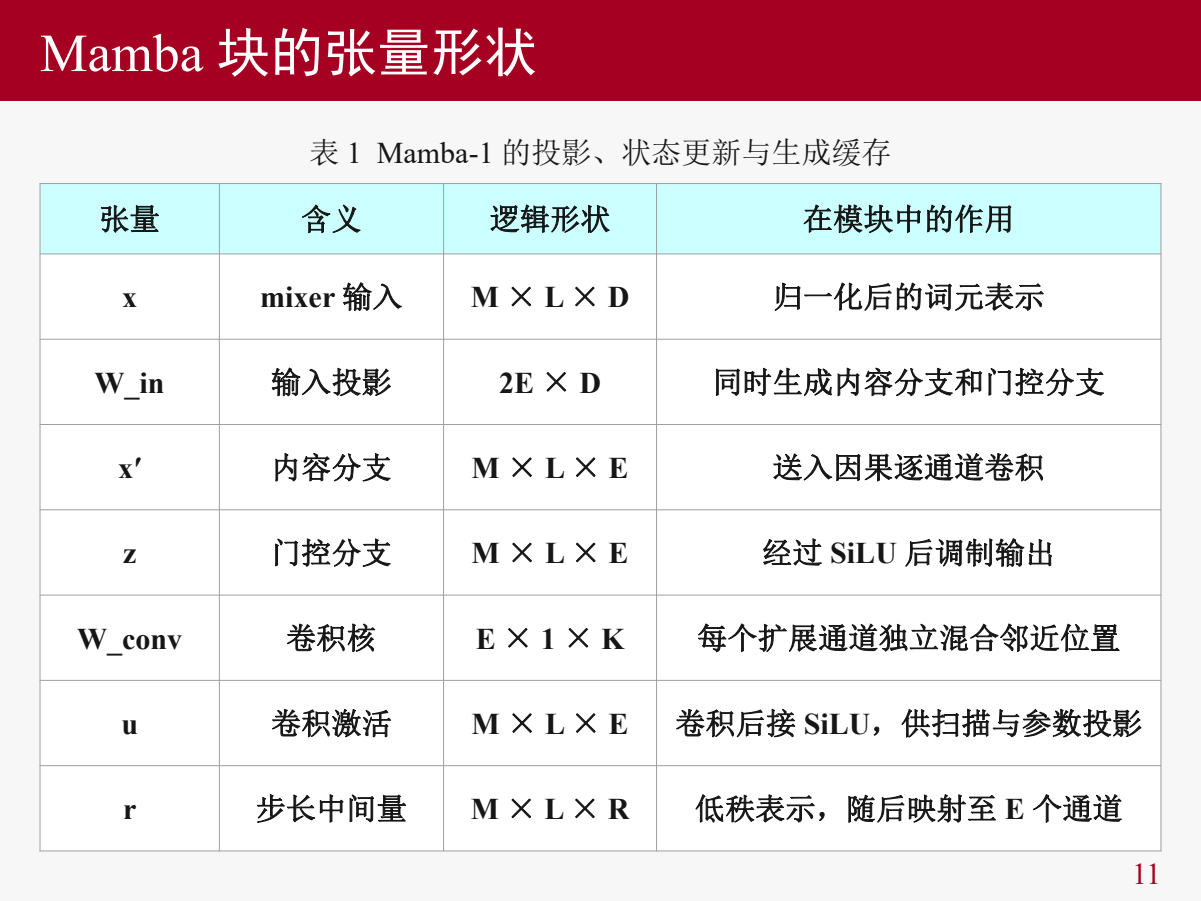 Mamba 块的张量形状
表 1 Mamba-1 的投影、状态更新与生成缓存
张量 含义 逻辑形状 在模块中的作用
x mixer 输入 M × L × D 归一化后的词元表示
W_in 输入投影 2E × D 同时生成内容分支和门控分支
x′ 内容分支 M × L × E 送入因果逐通道卷积
z 门控分支 M × L × E 经过 SiLU 后调制输出
W_conv 卷积核 E × 1 × K 每个扩展通道独立混合邻近位置
u 卷积激活 M × L × E 卷积后接 SiLU，供扫描与参数投影
r 步长中间量 M × L × R 低秩表示，随后映射至 E 个通道
11